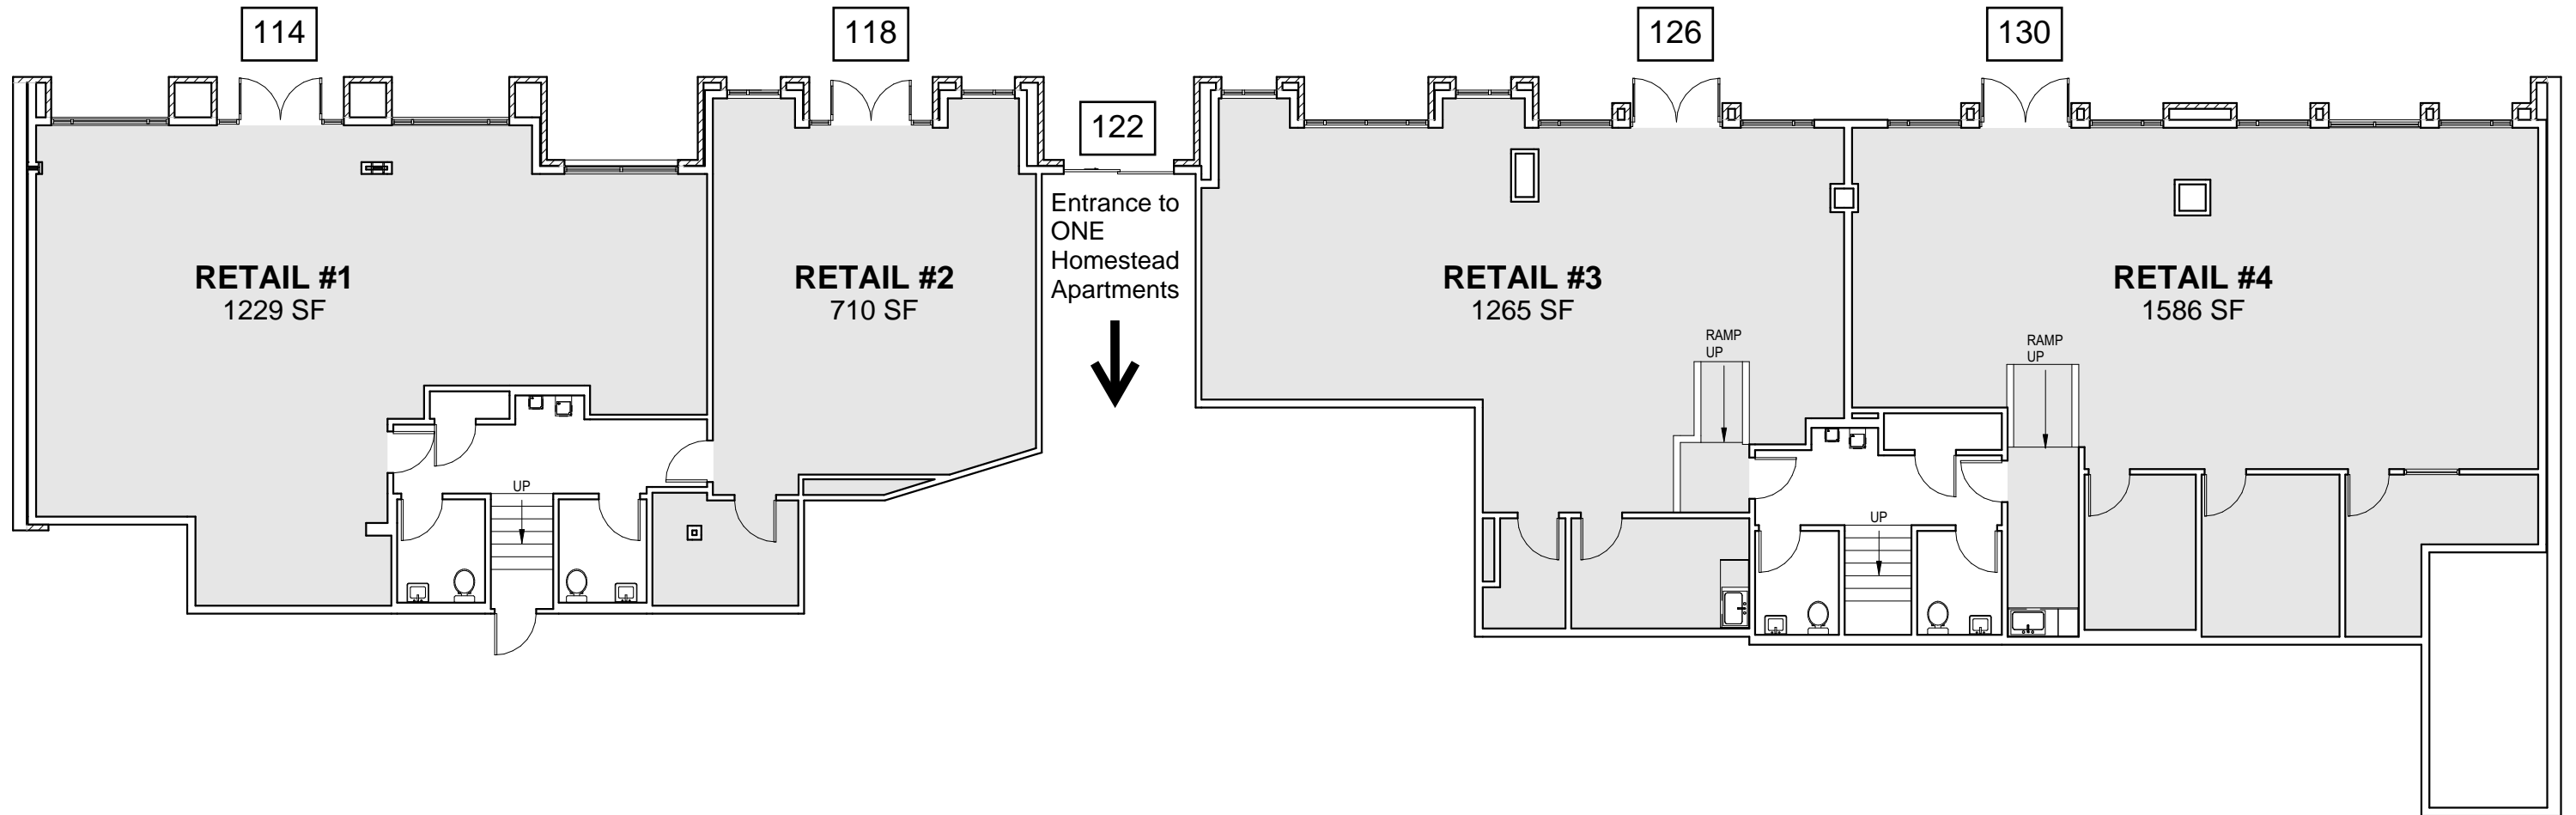 114
118
126
130
122
Entrance to
ONE
Homestead
Apartments
RETAIL #1
1229 SF
RETAIL #2
710 SF
RETAIL #3
1265 SF
RETAIL #4
1586 SF
RAMP
UP
RAMP
UP
UP
UP